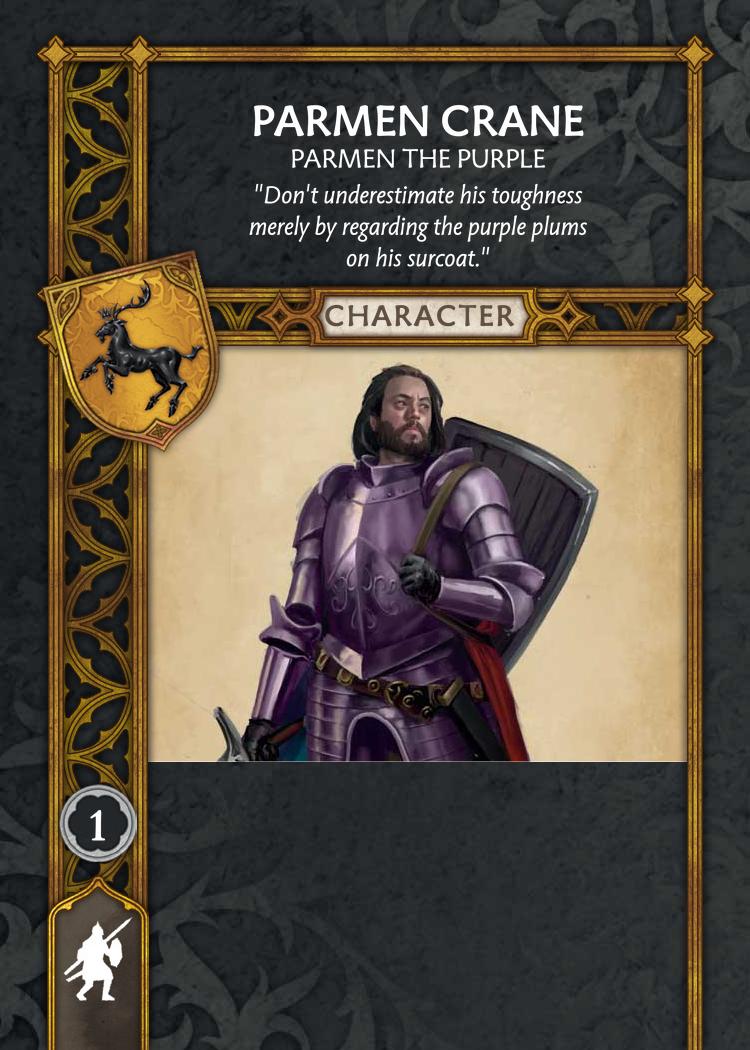 PARMEN CRANE
PARMEN THE PURPLE
"Don't underestimate his toughness
merely by regarding the purple plums
on his surcoat."
CHARACTER
1